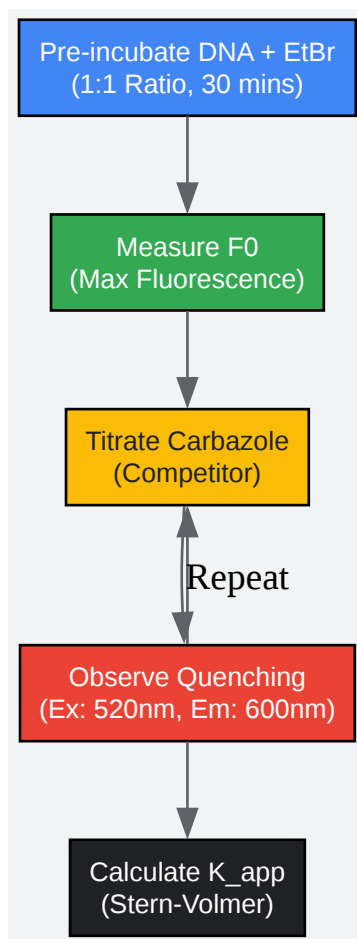 Pre-incubate DNA + EtBr
(1:1 Ratio, 30 mins)
Measure F0
(Max Fluorescence)
Titrate Carbazole
(Competitor)
Repeat
Observe Quenching
(Ex: 520nm, Em: 600nm)
Calculate K_app
(Stern-Volmer)